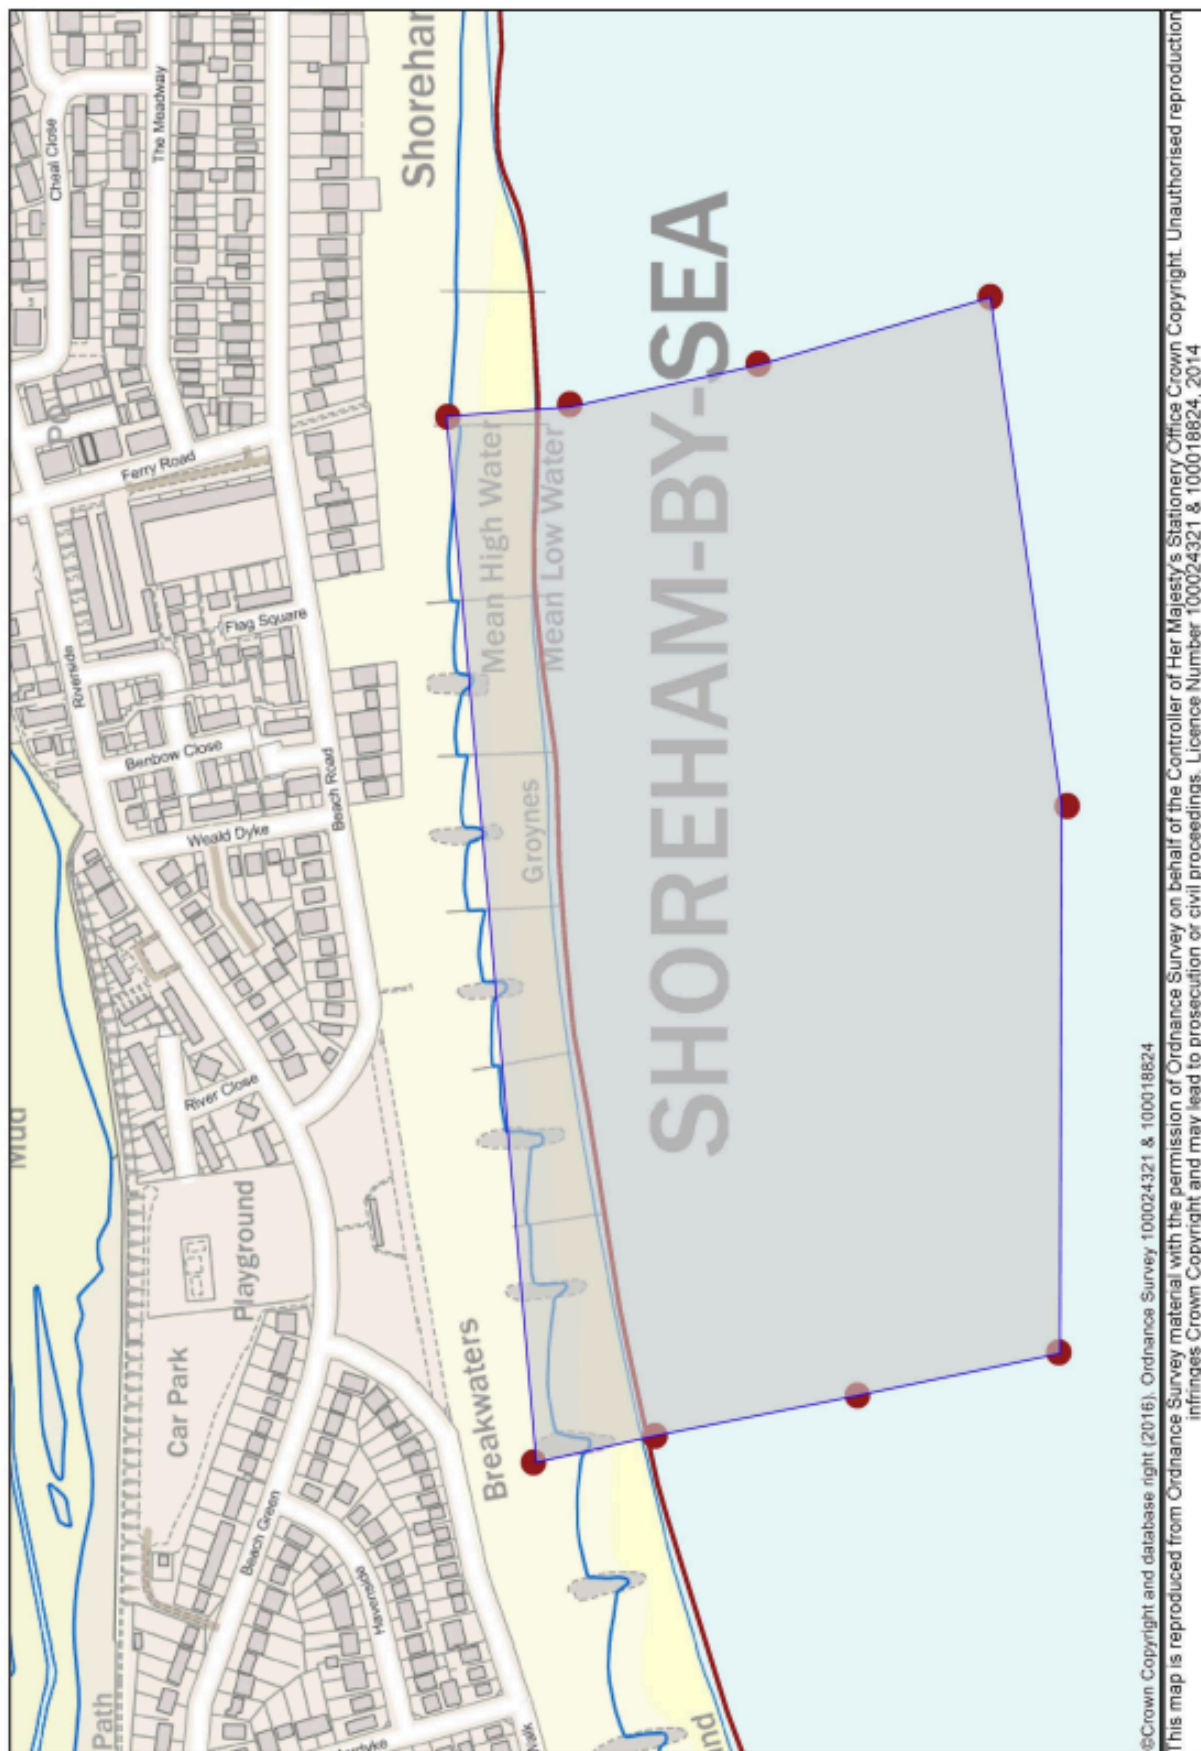 Cheal Close
The Meadway
Shoreham
PO
Ferry Road
Mean High Water
Mean Low Water
SHOREHAM-BY-SEA
Riverside
Flag Square
Benbow Close
Beach Road
Weald Dyke
Groynes
River Close
Mud
Playground
Car Park
Breakwaters
Beach Green
Havenside
Path
©Crown Copyright and database right (2016). Ordnance Survey 100024321 & 100018824
This map is reproduced from Ordnance Survey material with the permission of Ordnance Survey on behalf of the Controller of Her Majesty's Stationery Office Crown Copyright. Unauthorised reproduction
infringes Crown Copyright and may lead to prosecution or civil proceedings. Licence Number 100024321 & 100018824, 2014